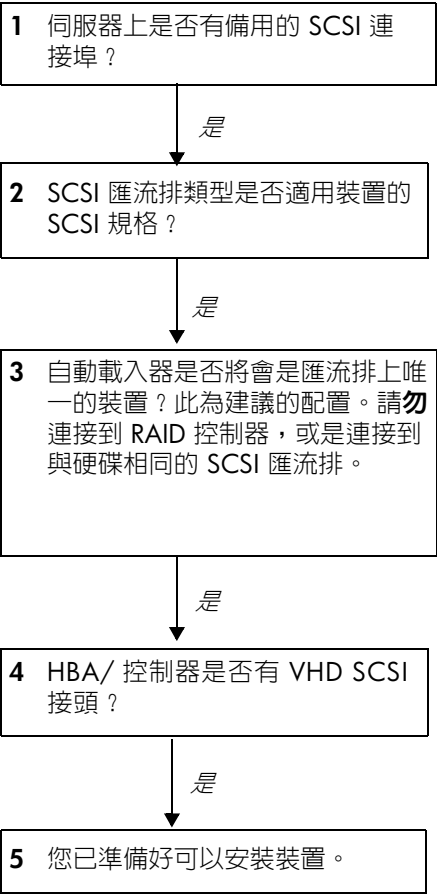 1 伺服器上是否有備用的 SCSI 連
接埠？
是
2 SCSI 匯流排類型是否適用裝置的
SCSI 規格？
是
3 自動載入器是否將會是匯流排上唯
一的裝置？此為建議的配置。請勿
連接到 RAID 控制器，或是連接到
與硬碟相同的 SCSI 匯流排。
是
4 HBA/ 控制器是否有 VHD SCSI
接頭？
是
5 您已準備好可以安裝裝置。